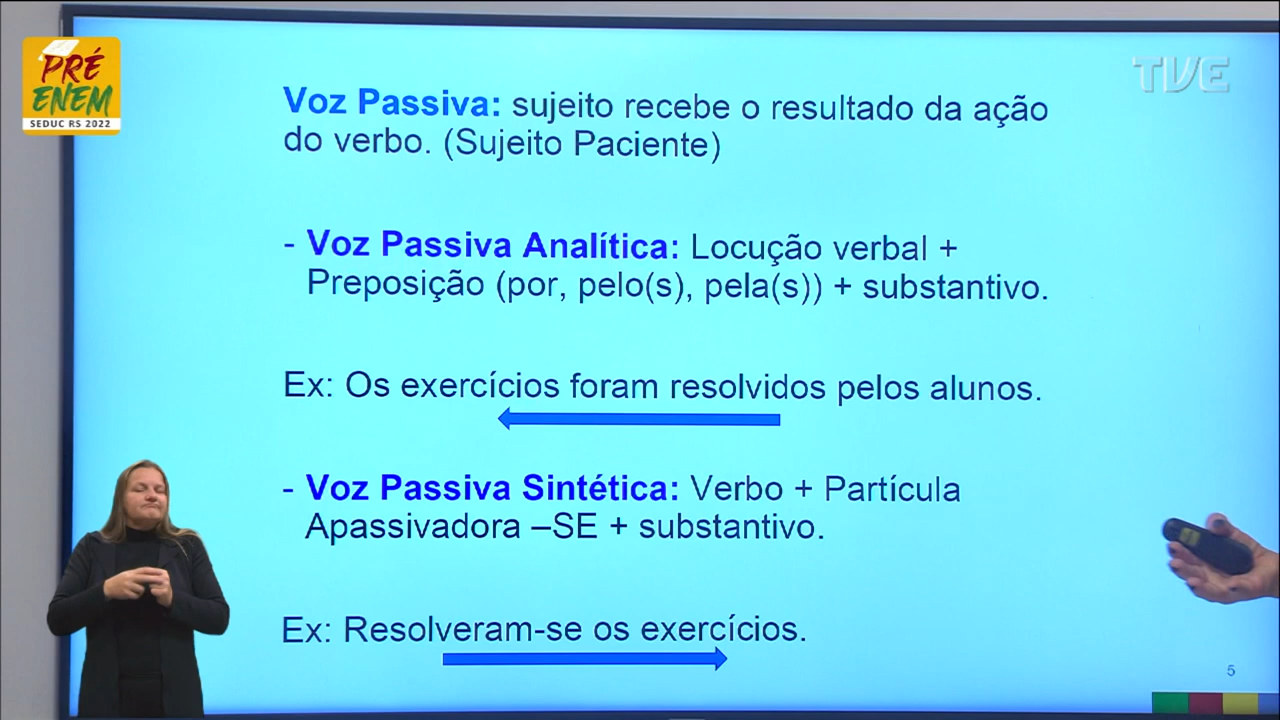 PRÉ
ENEM
SEDUC RS 2022
TVE
Voz Passiva: sujeito recebe o resultado da ação
do verbo. (Sujeito Paciente)
- Voz Passiva Analítica: Locução verbal +
Preposição (por, pelo(s), pela(s)) + substantivo.
Ex: Os exercícios foram resolvidos pelos alunos.
- Voz Passiva Sintética: Verbo + Partícula
Apassivadora –SE + substantivo.
Ex: Resolveram-se os exercícios.
5